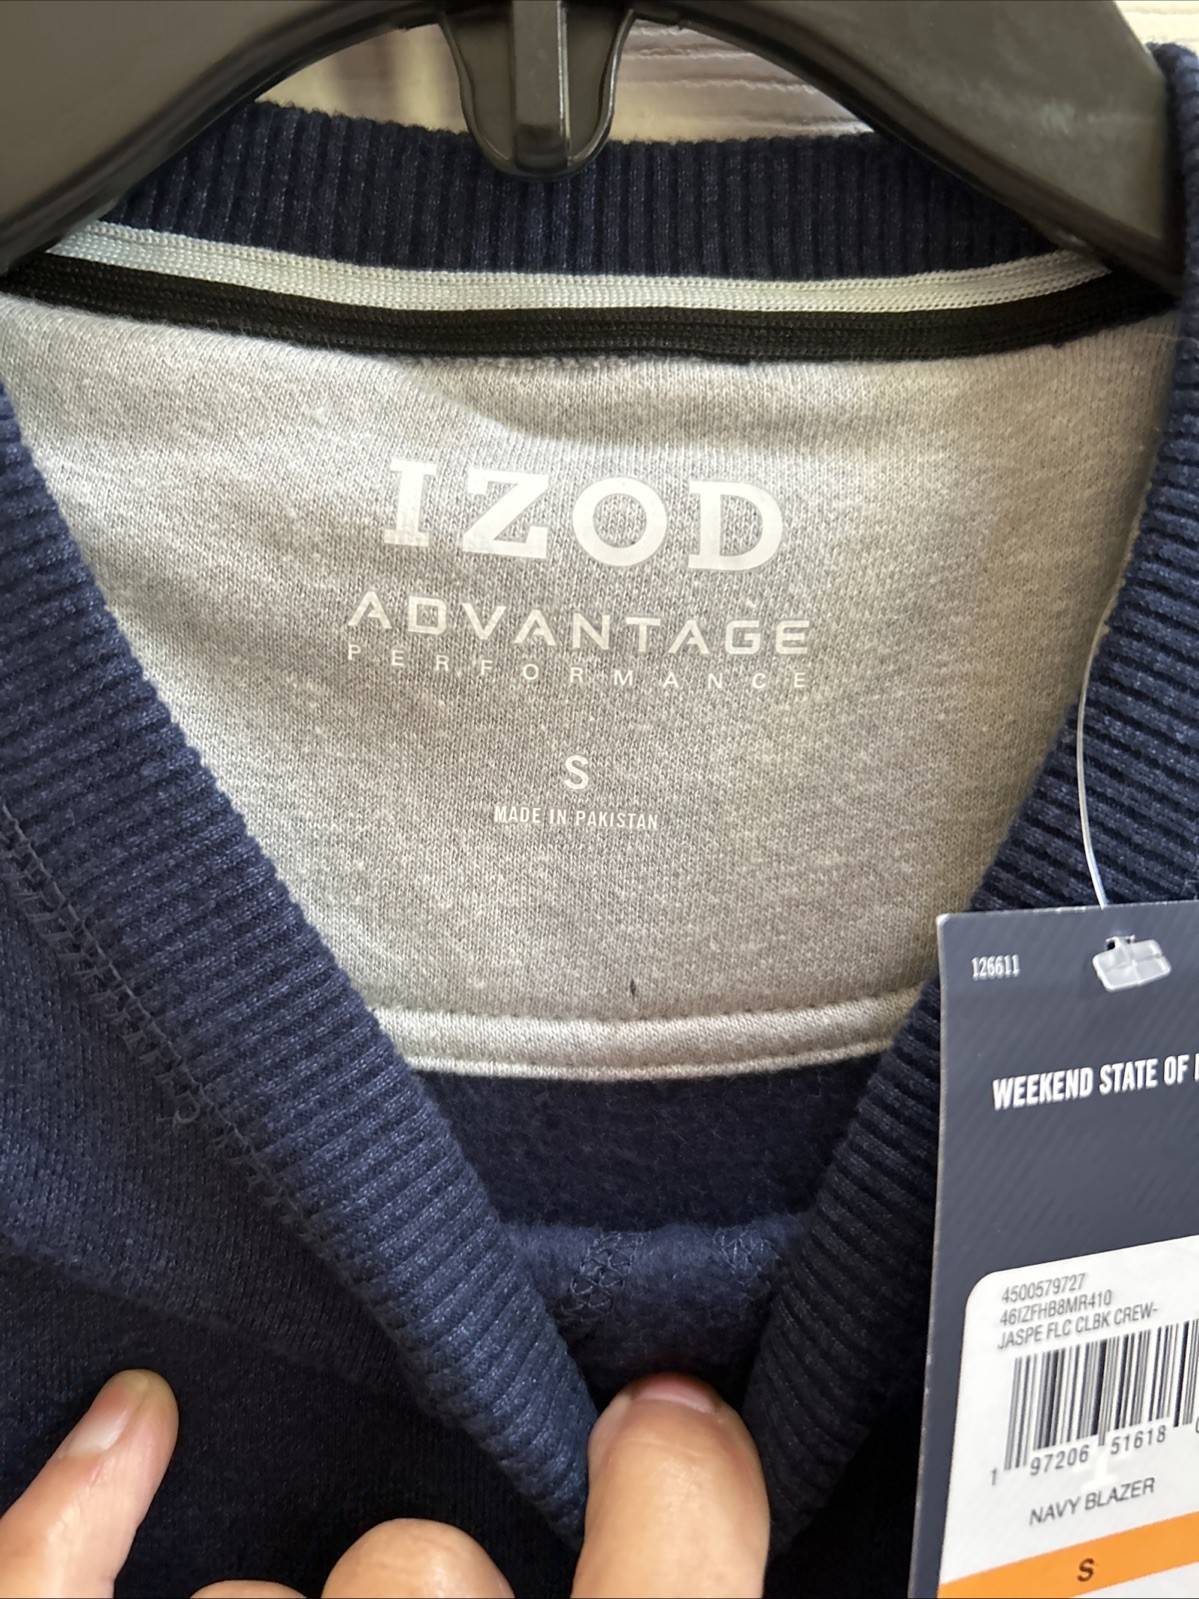 IZOD
ADVANTAGE
PERFORMANCE
S
MADE IN PAKISTAN
126611
WEEKEND STATE OF
4500579727
46IZFHB8MR410
JASPE FLC CLBK CREW-
1 97206 51618
NAVY BLAZER
S